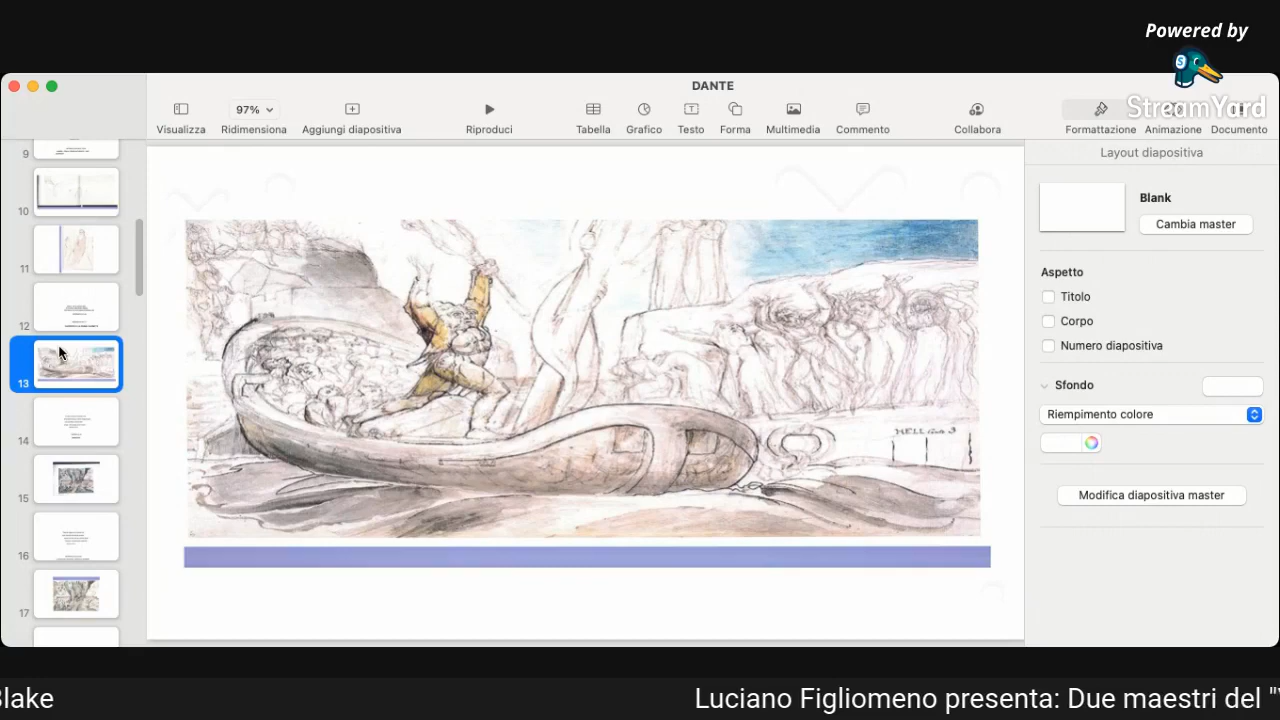 Powered by
StreamYard
DANTE
97%
Visualizza
Ridimensiona
Aggiungi diapositiva
Riproduci
Tabella
Grafico
Testo
Forma
Multimedia
Commento
Collabora
Formattazione
Animazione
Documento
9
10
11
12
13
14
15
16
17
HELL
3
Layout diapositiva
Blank
Cambia master
Aspetto
Titolo
Corpo
Numero diapositiva
Sfondo
Riempimento colore
Modifica diapositiva master
Blake
Luciano Figliomeno presenta: Due maestri del "